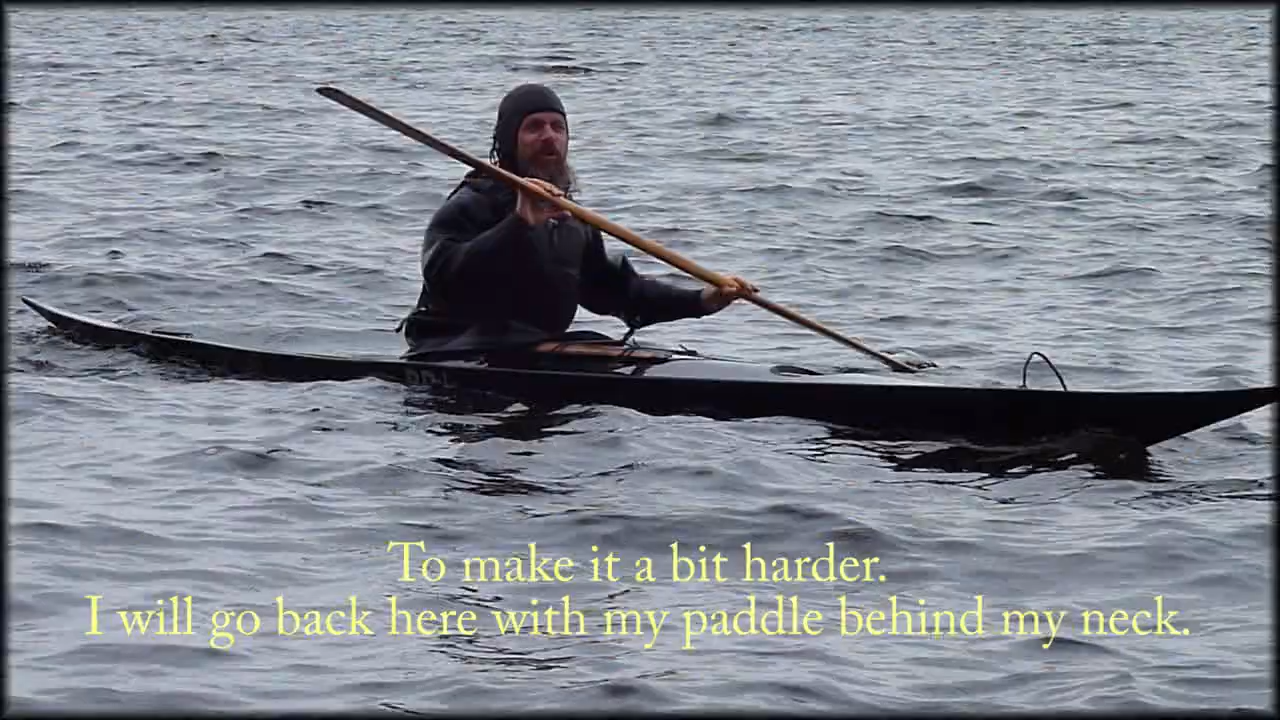 To make it a bit harder.
I will go back here with my paddle behind my neck.